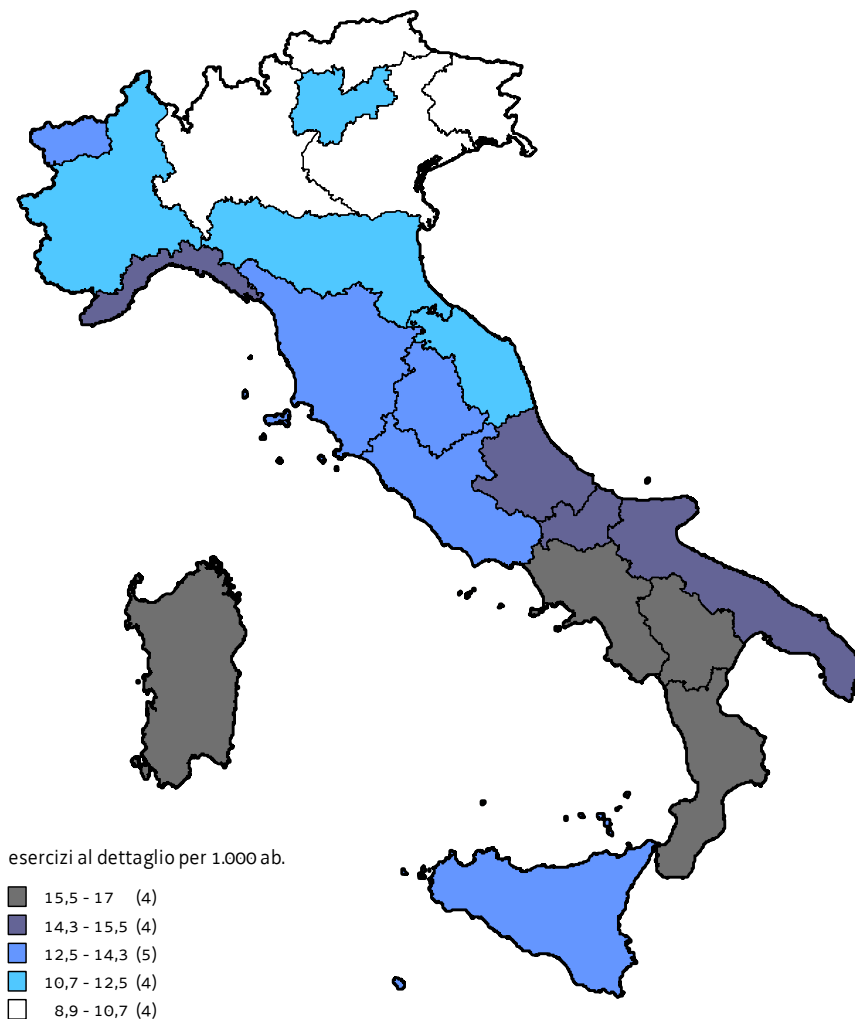 esercizi al dettaglio per 1.000 ab.
15,5 - 17 (4)
14,3 - 15,5 (4)
12,5 - 14,3 (5)
10,7 - 12,5 (4)
8,9 - 10,7 (4)